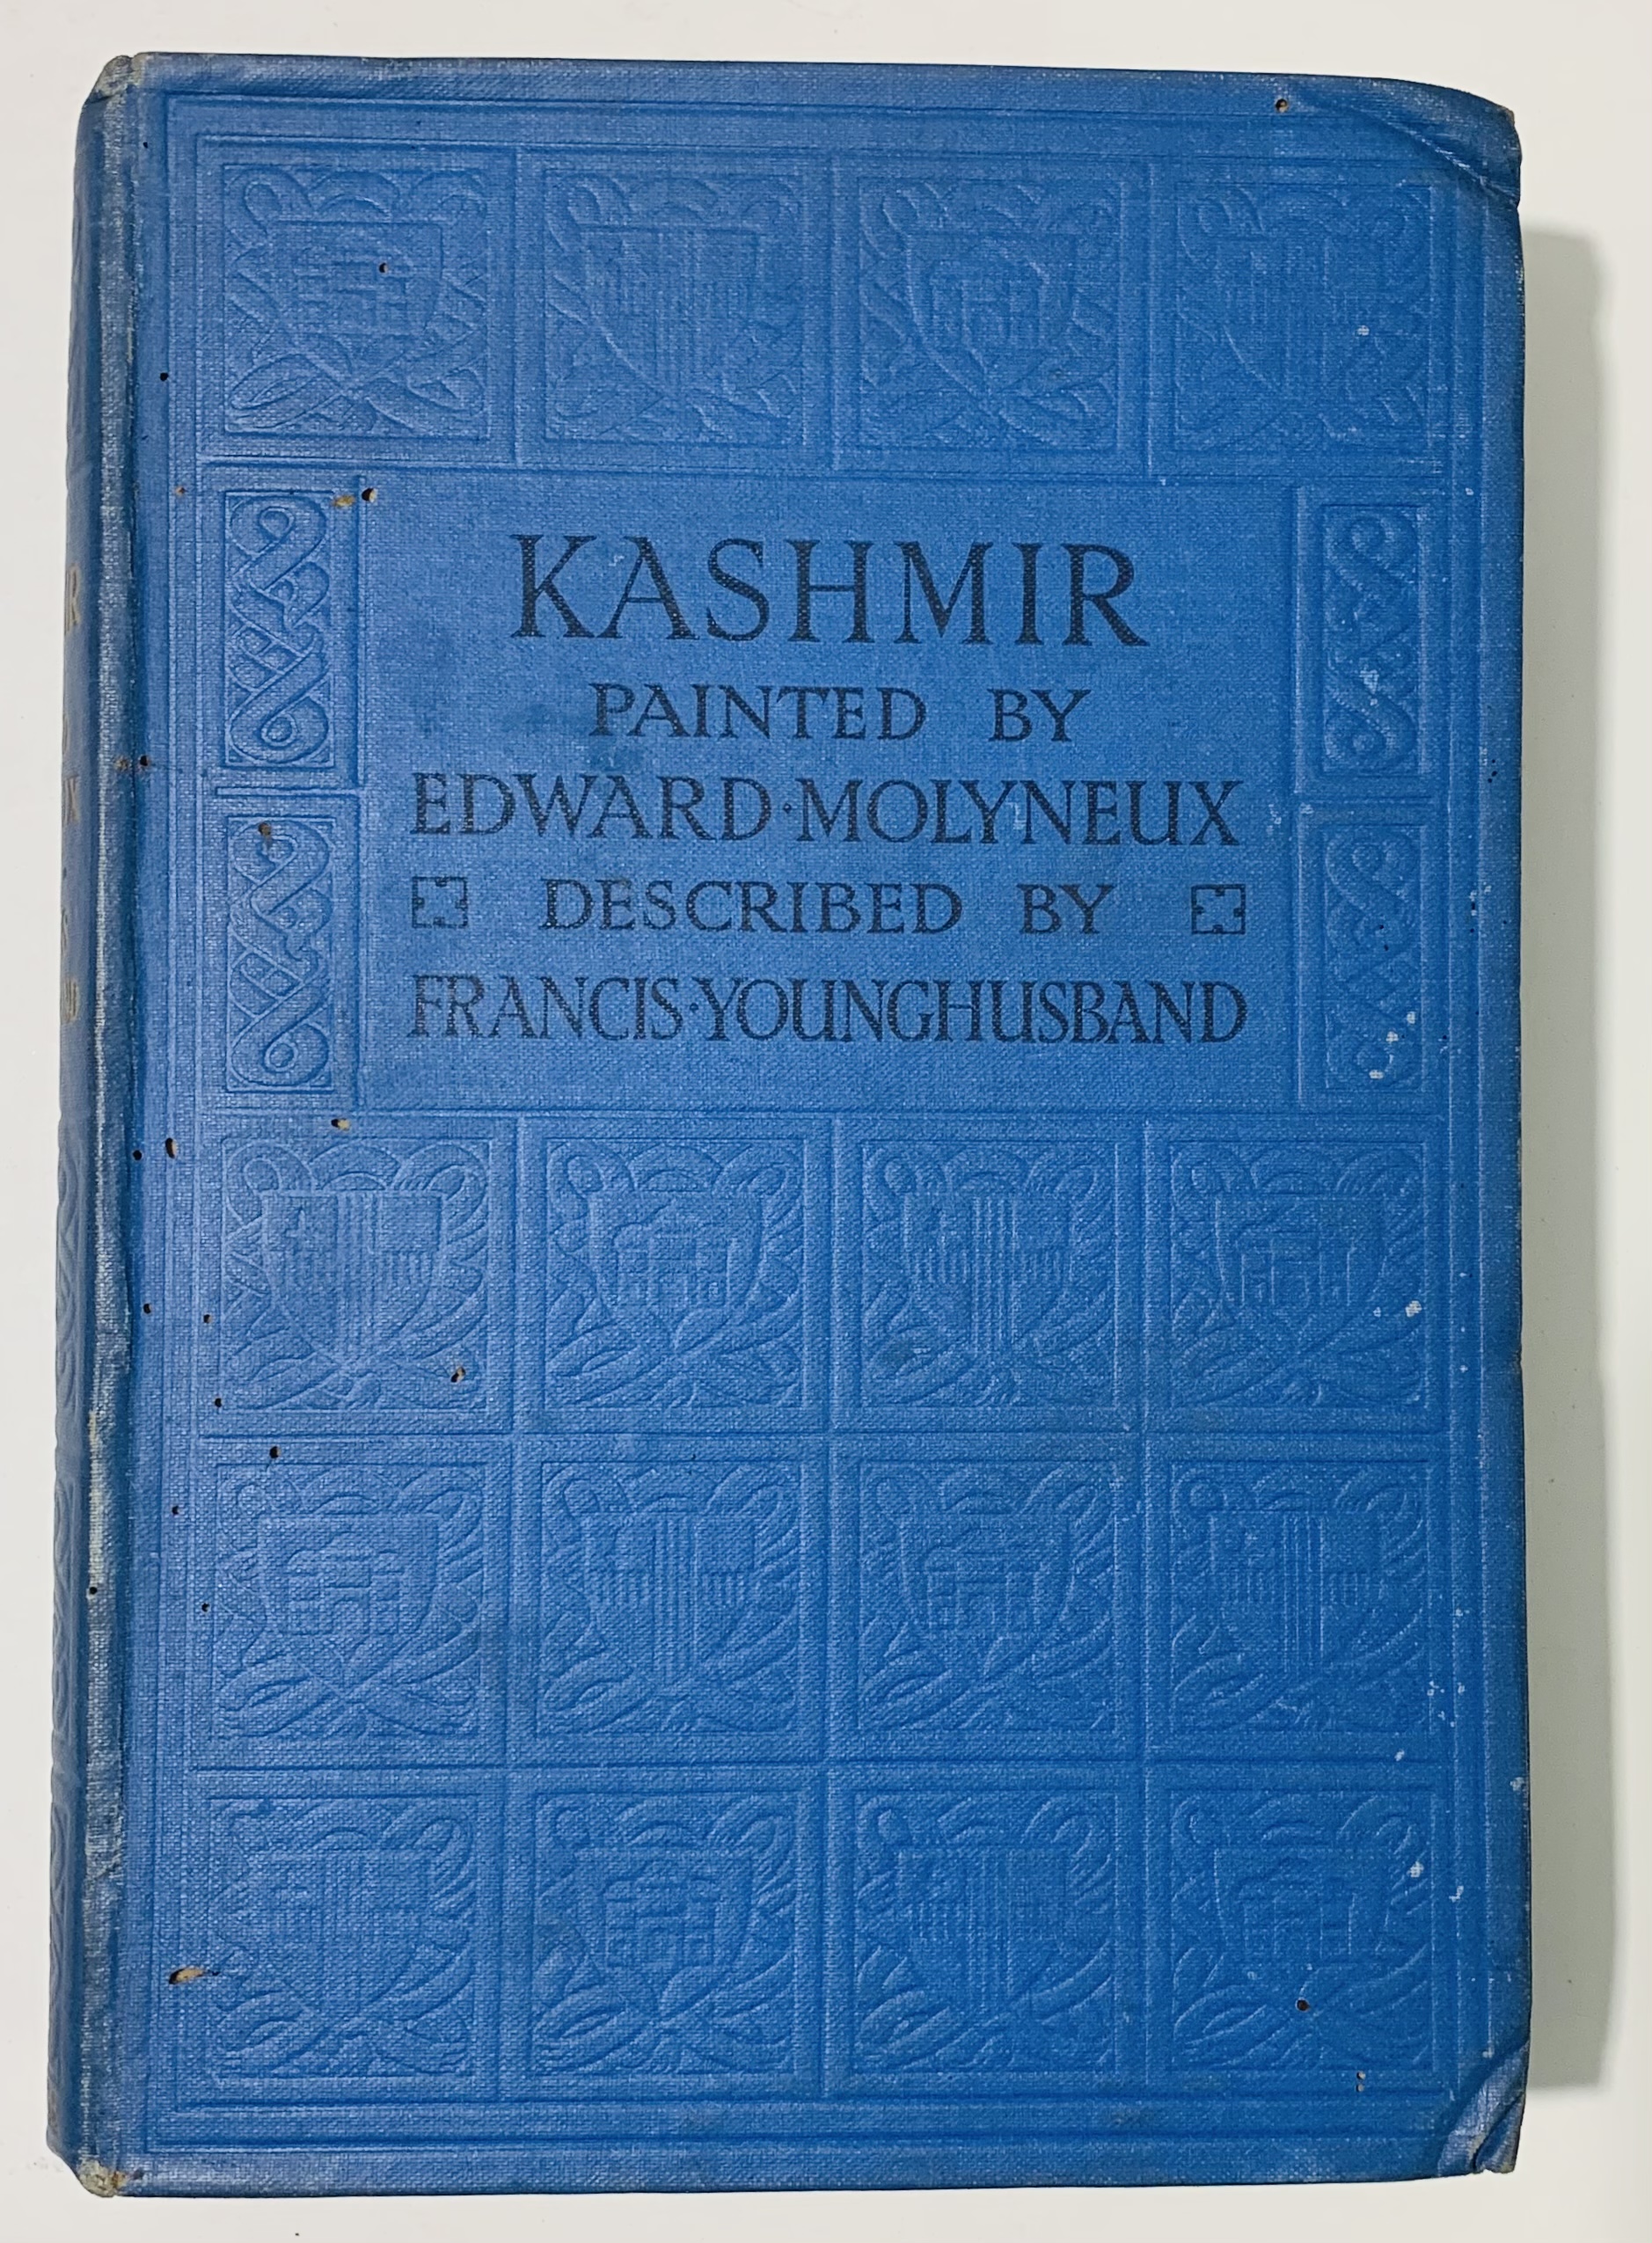 KASHMIR
PAINTED BY
EDWARD·MOLYNEUX
DESCRIBED BY
FRANCIS·YOUNGHUSBAND